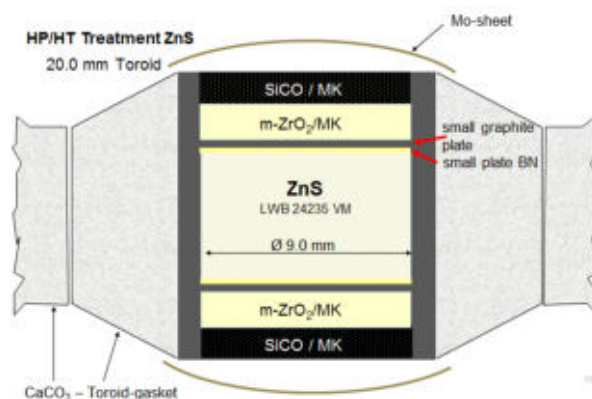 Mo-sheet
HP/HT Treatment ZnS
20.0 mm Toroid
SiCO / MK
m-ZrO₂/MK
small graphite
plate
small plate BN
ZnS
LWB 24235 VM
Ø 9.0 mm
m-ZrO₂/MK
SiCO / MK
CaCO₃ – Toroid-gasket